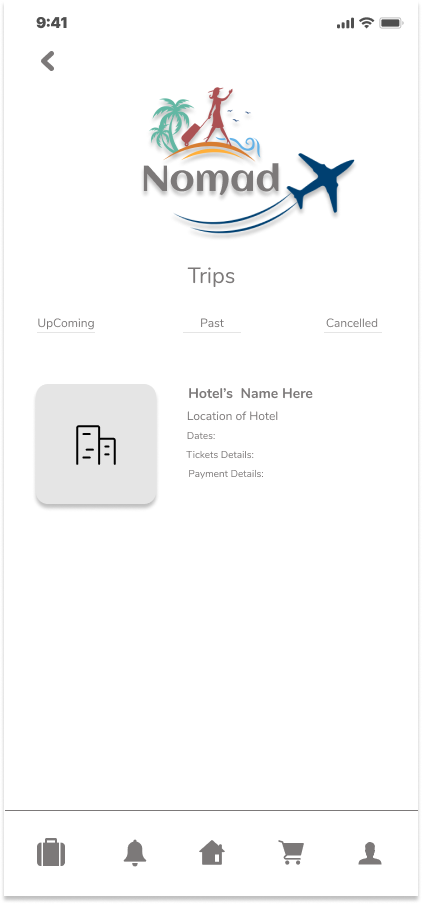 9:41
Nomad
Trips
UpComing Past Cancelled
Hotel's Name Here
Location of Hotel
Dates:
Tickets Details:
Payment Details: